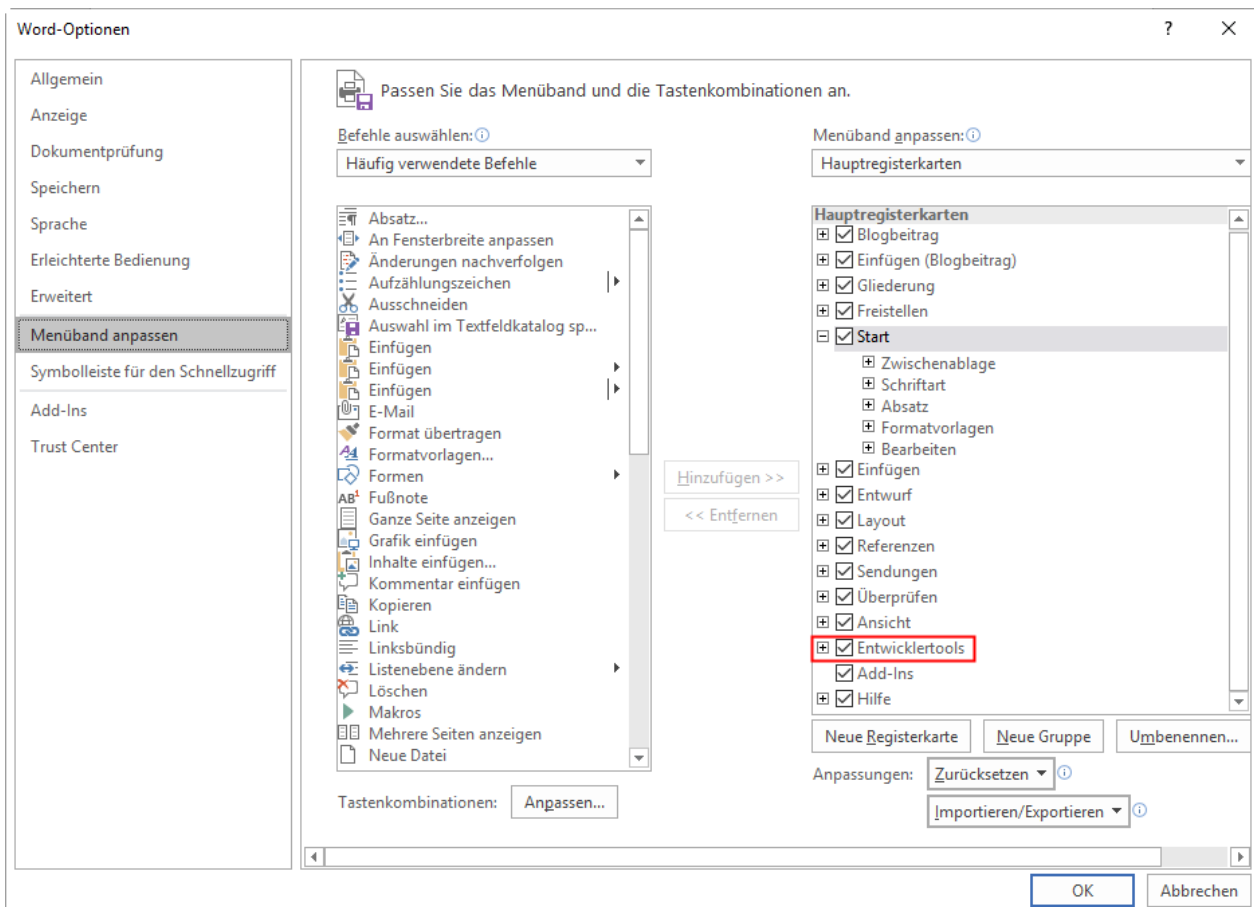 Word-Optionen
?
Allgemein
Anzeige
Dokumentprüfung
Speichern
Sprache
Erleichterte Bedienung
Erweitert
Menüband anpassen
Symbolleiste für den Schnellzugriff
Add-Ins
Trust Center
Passen Sie das Menüband und die Tastenkombinationen an.
Befehle auswählen:
Häufig verwendete Befehle
Absatz...
An Fensterbreite anpassen
Änderungen nachverfolgen
Aufzählungszeichen
Ausschneiden
Auswahl im Textfeldkatalog sp...
Einfügen
Einfügen
Einfügen
E-Mail
Format übertragen
Formatvorlagen...
Formen
Fußnote
Ganze Seite anzeigen
Grafik einfügen
Inhalte einfügen...
Kommentar einfügen
Kopieren
Link
Linksbündig
Listenebene ändern
Löschen
Makros
Mehrere Seiten anzeigen
Neue Datei
Tastenkombinationen: Anpassen...
Hinzufügen >>
<< Entfernen
Menüband anpassen:
Hauptregisterkarten
Hauptregisterkarten
Blogbeitrag
Einfügen (Blogbeitrag)
Gliederung
Freistellen
Start
Zwischenablage
Schriftart
Absatz
Formatvorlagen
Bearbeiten
Einfügen
Entwurf
Layout
Referenzen
Sendungen
Überprüfen
Ansicht
Entwicklertools
Add-Ins
Hilfe
Neue Registerkarte Neue Gruppe Umbenennen...
Anpassungen: Zurücksetzen
Importieren/Exportieren
OK Abbrechen